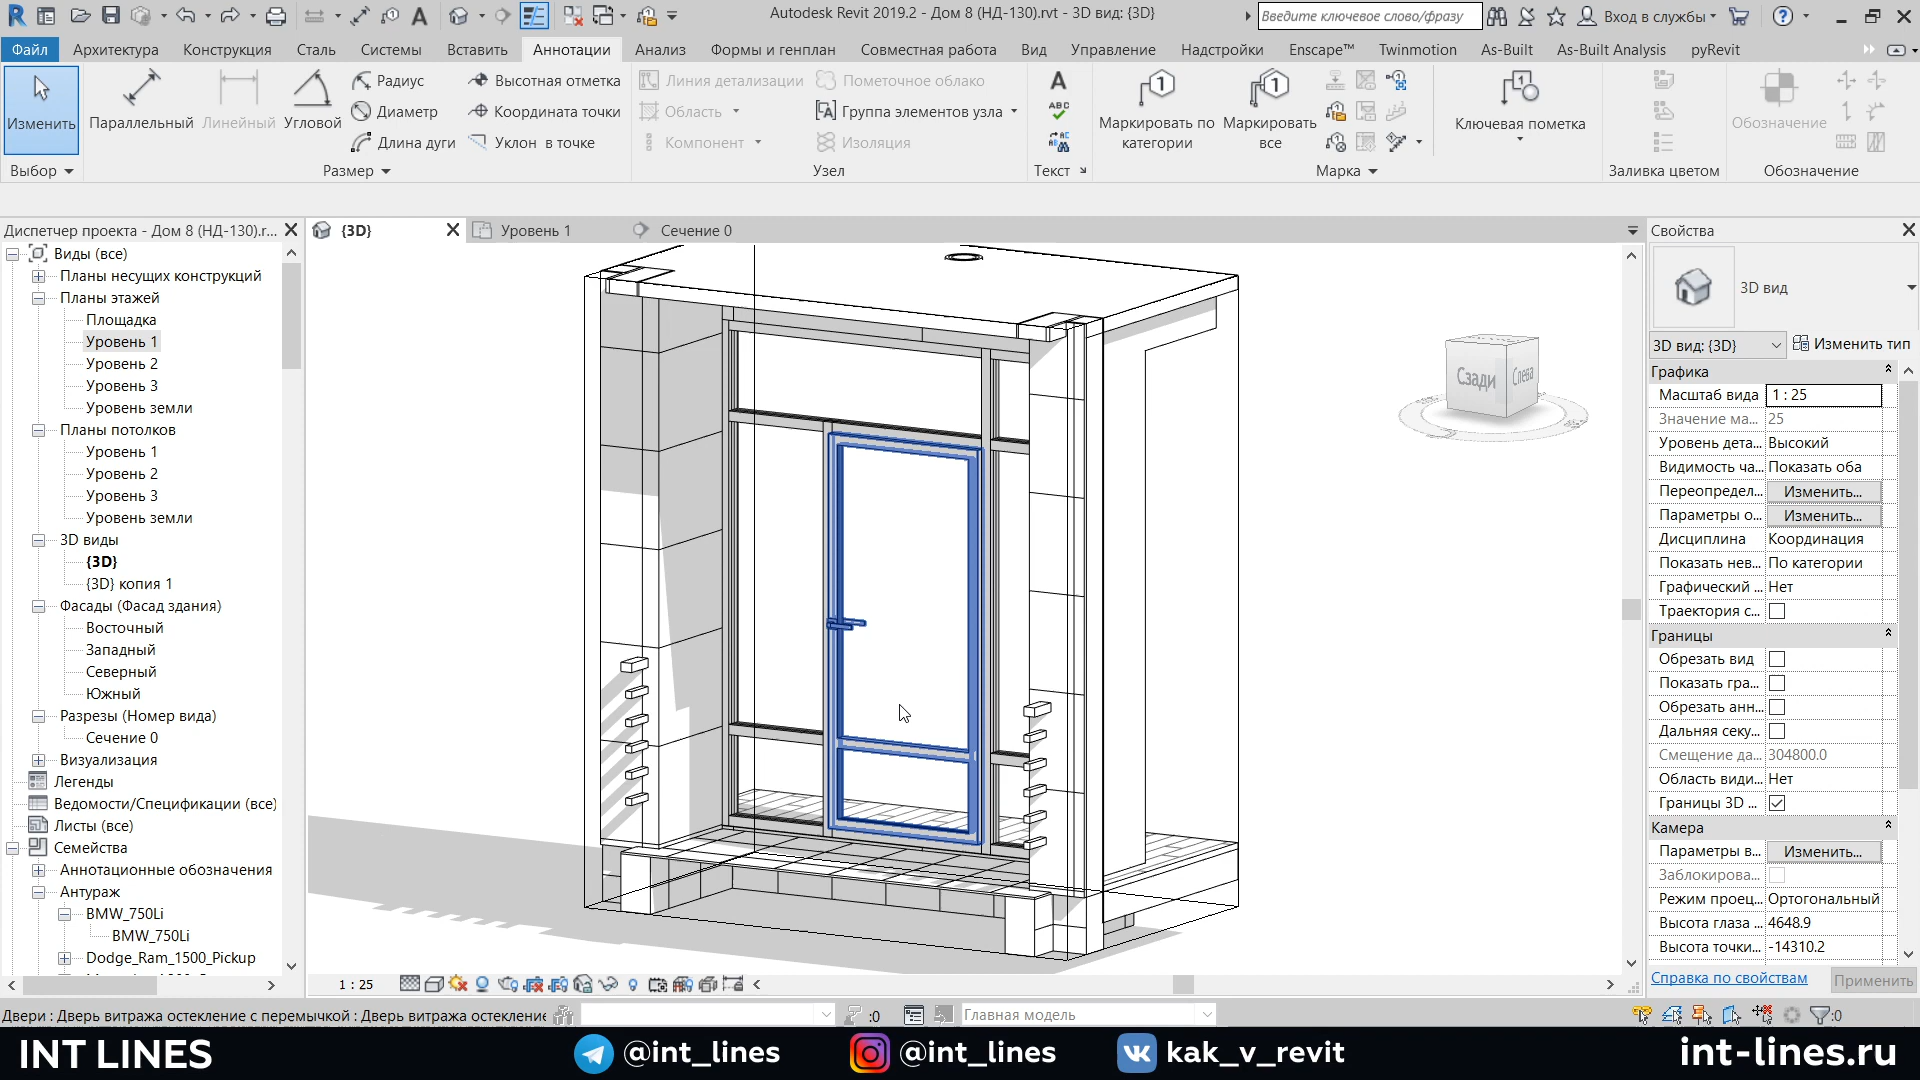 Autodesk Revit 2019.2 - Дом 8 (НД-130).rvt - 3D вид: {3D}
Введите ключевое слово/фразу
Вход в службы
Файл Архитектура Конструкция Сталь Системы Вставить Аннотации Анализ Формы и генплан Совместная работа Вид Управление Надстройки Enscape™ Twinmotion As-Built As-Built Analysis pyRevit
Изменить
Параллельный
Линейный
Угловой
Радиус
Диаметр
Длина дуги
Высотная отметка
Координата точки
Уклон в точке
Линия детализации
Область
Компонент
Пометочное облако
Группа элементов узла
Изоляция
Маркировать по категории
Маркировать все
Ключевая пометка
Обозначение
Выбор
Размер
Узел
Текст
Марка
Заливка цветом
Обозначение
Диспетчер проекта - Дом 8 (НД-130).r...
Виды (все)
Планы несущих конструкций
Планы этажей
Площадка
Уровень 1
Уровень 2
Уровень 3
Уровень земли
Планы потолков
Уровень 1
Уровень 2
Уровень 3
Уровень земли
3D виды
{3D}
{3D} копия 1
Фасады (Фасад здания)
Восточный
Западный
Северный
Южный
Разрезы (Номер вида)
Сечение 0
Визуализация
Легенды
Ведомости/Спецификации (все)
Листы (все)
Семейства
Аннотационные обозначения
Антураж
BMW_750Li
BMW_750Li
Dodge_Ram_1500_Pickup
{3D}
Уровень 1
Сечение 0
Сзади
Слева
1 : 25
Свойства
3D вид
3D вид: {3D}
Изменить тип
Графика
Масштаб вида 1 : 25
Значение ма... 25
Уровень дета... Высокий
Видимость ча... Показать оба
Переопредел... Изменить...
Параметры о... Изменить...
Дисциплина Координация
Показать нев... По категории
Графический ... Нет
Траектория с...
Границы
Обрезать вид
Показать гра...
Обрезать анн...
Дальняя секу...
Смещение да... 304800.0
Область види... Нет
Границы 3D ...
Камера
Параметры в... Изменить...
Заблокирова...
Режим проец... Ортогональный
Высота глаза ... 4648.9
Высота точки... -14310.2
Справка по свойствам
Применить
Двери : Дверь витража остекление с перемычкой : Дверь витража остекление
:0
Главная модель
:0
INT LINES
@int_lines
@int_lines
kak_v_revit
int-lines.ru